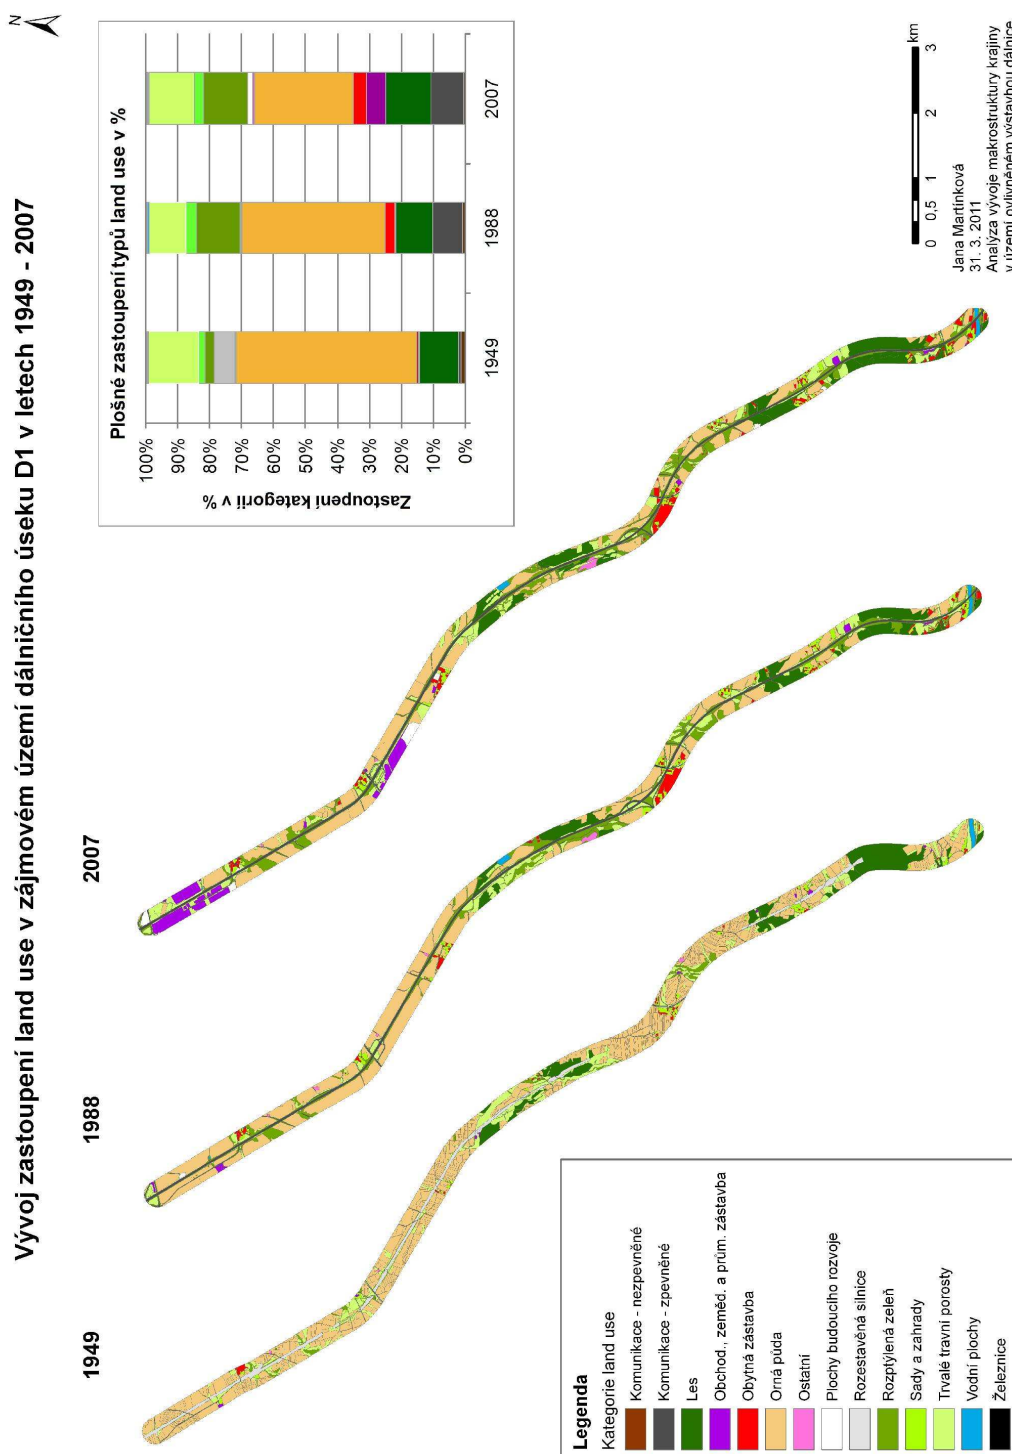 Vývoj zastoupení land use v zájmovém území dálničního úseku D1 v letech 1949 - 2007
N
1949
1988
2007
Plošné zastoupení typů land use v %
Zastoupení kategorií v %
100%
90%
80%
70%
60%
50%
40%
30%
20%
10%
0%
1949
1988
2007
Legenda
Kategorie land use
Komunikace - nezpevněné
Komunikace - zpevněné
Les
Obchod., zeměd. a prům. zástavba
Obytná zástavba
Orná půda
Ostatní
Plochy budoucího rozvoje
Rozestavěná silnice
Rozptýlená zeleň
Sady a zahrady
Trvalé travní porosty
Vodní plochy
Železnice
0 0,5 1 2 3
km
Jana Martínková
31. 3. 2011
Analýza vývoje makrostruktury krajiny
v území ovlivněném výstavbou dálnice